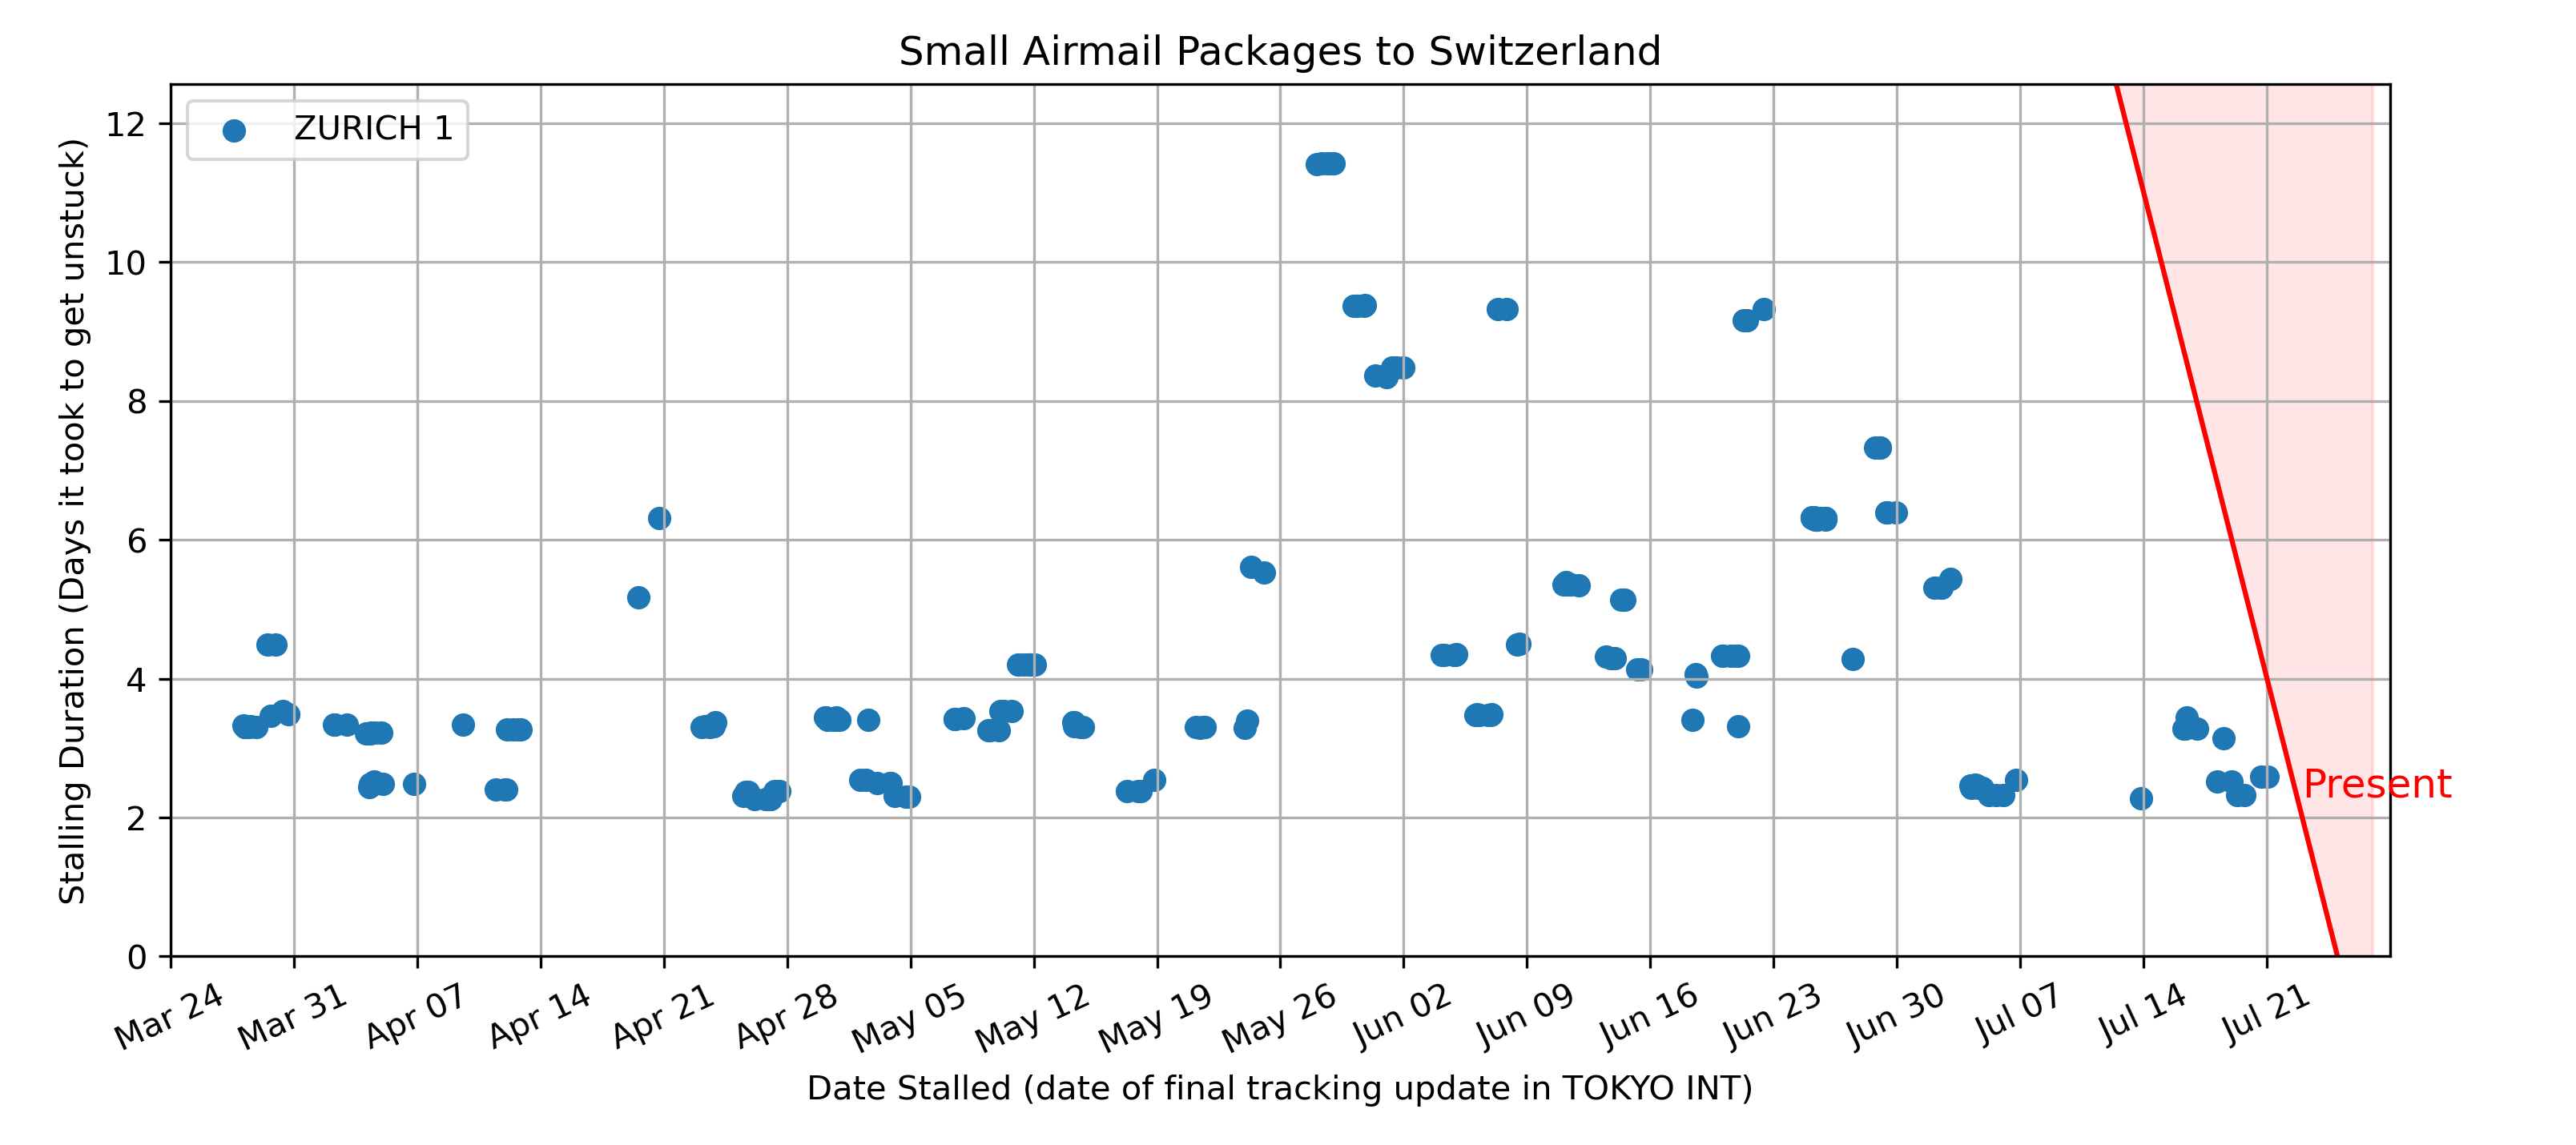 Small Airmail Packages to Switzerland
ZURICH 1
Stalling Duration (Days it took to get unstuck)
12
10
8
6
4
2
0
Present
Mar 24
Mar 31
Apr 07
Apr 14
Apr 21
Apr 28
May 05
May 12
May 19
May 26
Jun 02
Jun 09
Jun 16
Jun 23
Jun 30
Jul 07
Jul 14
Jul 21
Date Stalled (date of final tracking update in TOKYO INT)